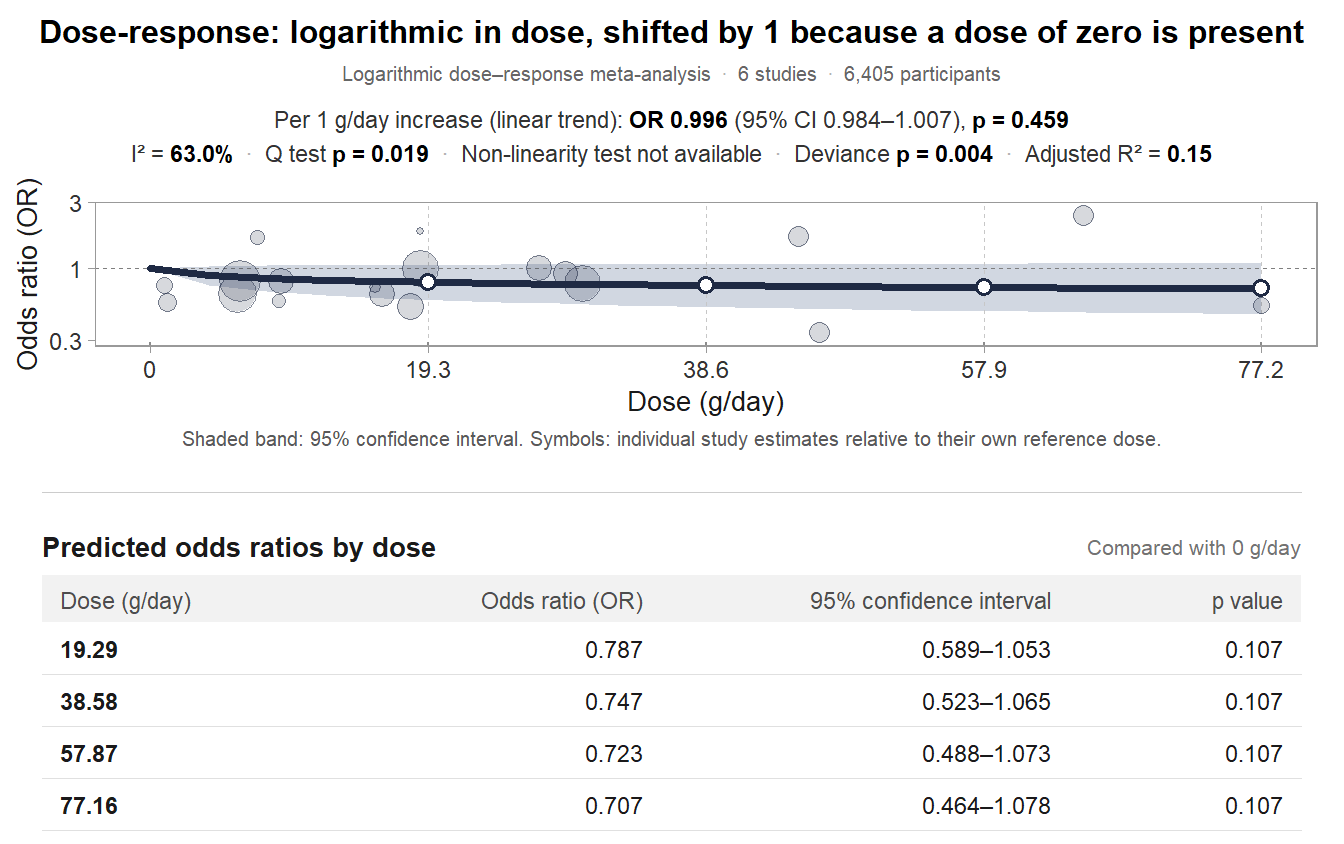 Dose-response: logarithmic in dose, shifted by 1 because a dose of zero is present
Logarithmic dose–response meta-analysis · 6 studies · 6,405 participants
Per 1 g/day increase (linear trend): OR 0.996 (95% CI 0.984–1.007), p = 0.459
I² = 63.0% · Q test p = 0.019 · Non-linearity test not available · Deviance p = 0.004 · Adjusted R² = 0.15
Odds ratio (OR)
3
1
0.3
0 19.3 38.6 57.9 77.2
Dose (g/day)
Shaded band: 95% confidence interval. Symbols: individual study estimates relative to their own reference dose.
Predicted odds ratios by dose Compared with 0 g/day
Dose (g/day) Odds ratio (OR) 95% confidence interval p value
19.29 0.787 0.589–1.053 0.107
38.58 0.747 0.523–1.065 0.107
57.87 0.723 0.488–1.073 0.107
77.16 0.707 0.464–1.078 0.107